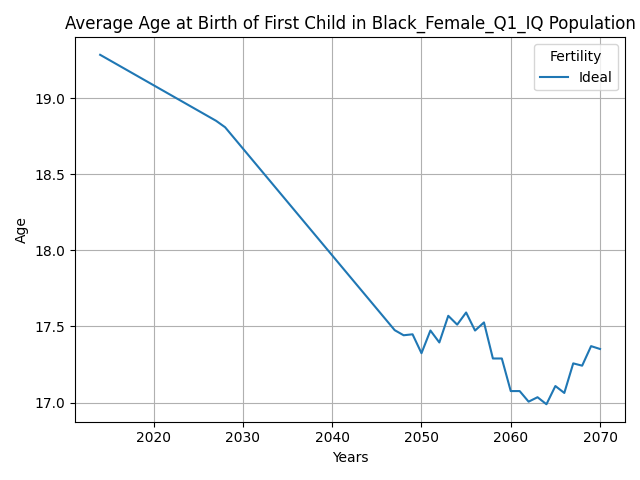 Average Age at Birth of First Child in Black_Female_Q1_IQ Population
Fertility
Ideal
Age
19.0
18.5
18.0
17.5
17.0
2020 2030 2040 2050 2060 2070
Years